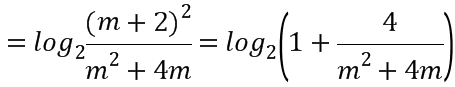 = log₂ (m + 2)² / (m² + 4m) = log₂(1 + 4 / (m² + 4m))